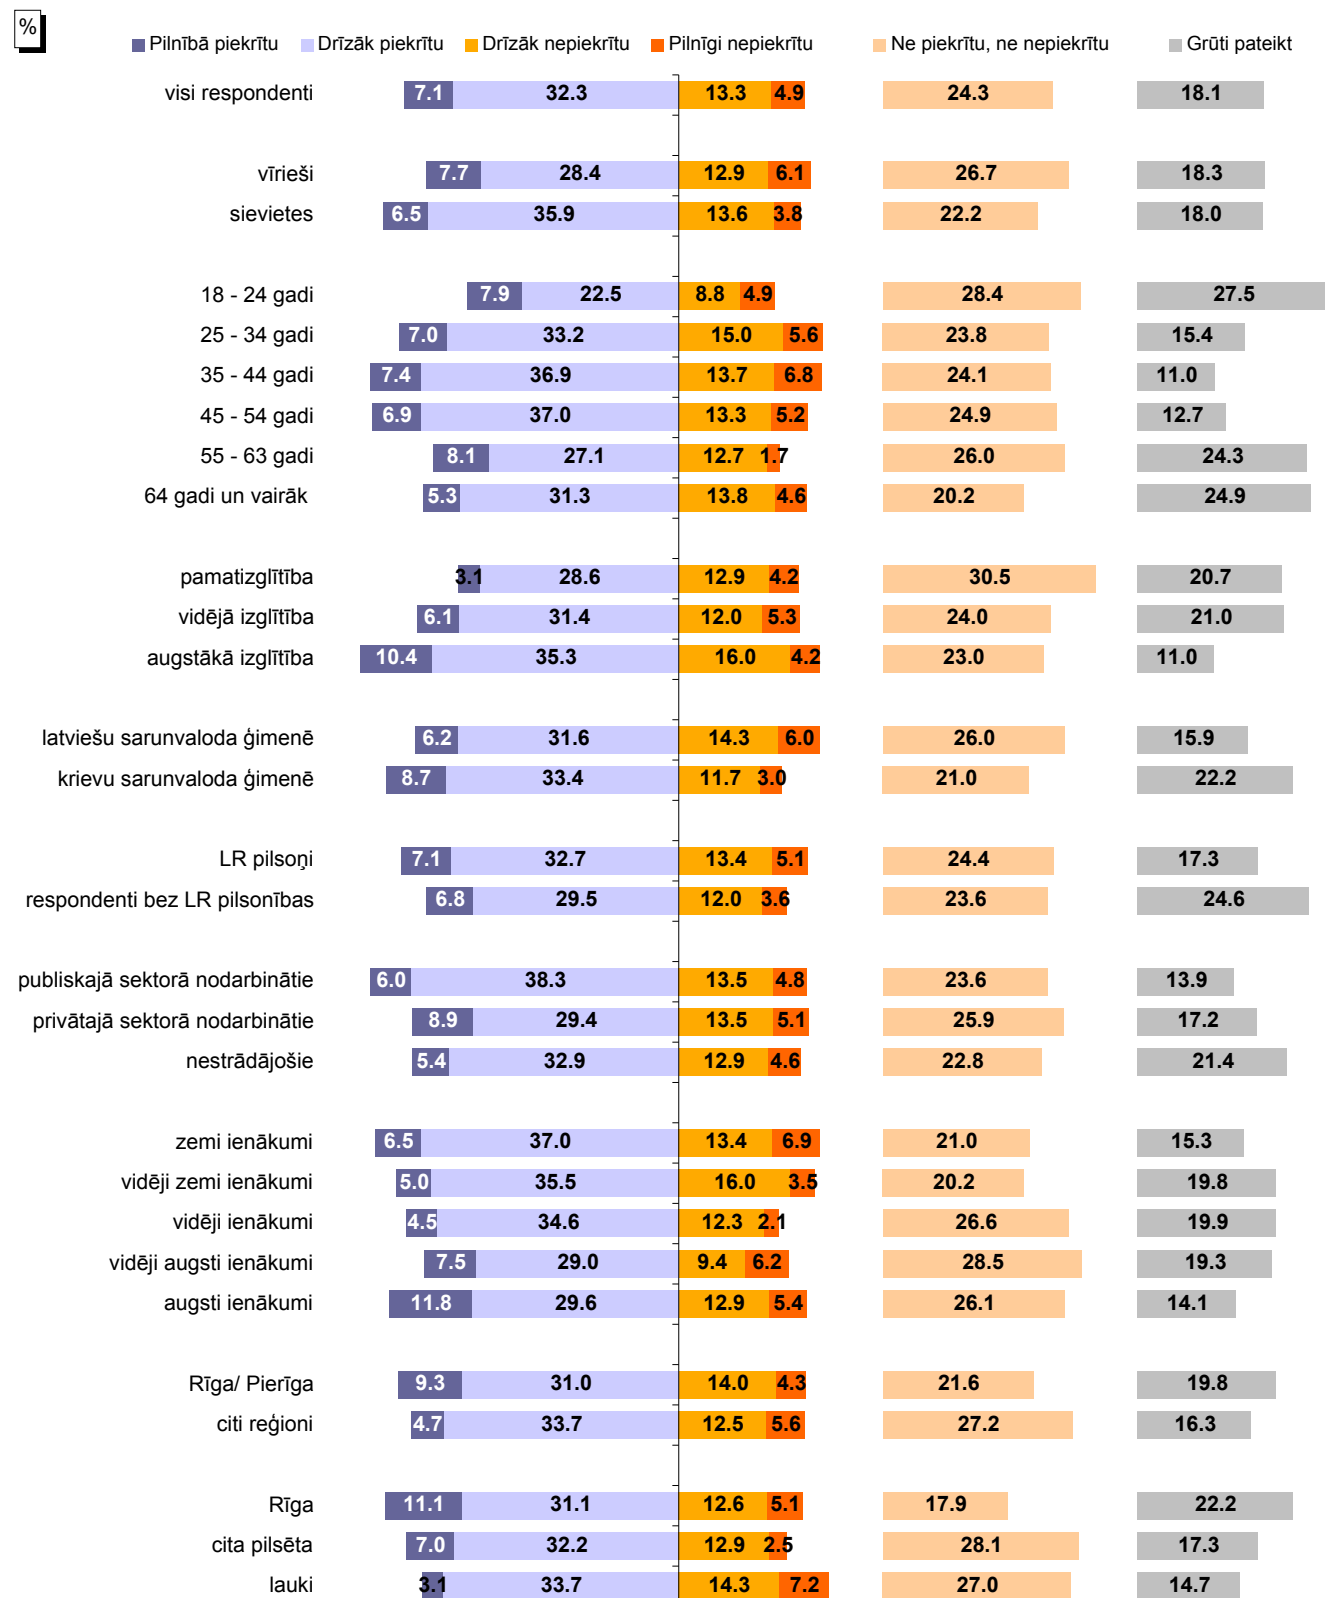 %
Pilnībā piekrītu Drīzāk piekrītu Drīzāk nepiekrītu Pilnīgi nepiekrītu Ne piekrītu, ne nepiekrītu Grūti pateikt
visi respondenti 7.1 32.3 13.3 4.9 24.3 18.1
vīrieši 7.7 28.4 12.9 6.1 26.7 18.3
sievietes 6.5 35.9 13.6 3.8 22.2 18.0
18 - 24 gadi 7.9 22.5 8.8 4.9 28.4 27.5
25 - 34 gadi 7.0 33.2 15.0 5.6 23.8 15.4
35 - 44 gadi 7.4 36.9 13.7 6.8 24.1 11.0
45 - 54 gadi 6.9 37.0 13.3 5.2 24.9 12.7
55 - 63 gadi 8.1 27.1 12.7 1.7 26.0 24.3
64 gadi un vairāk 5.3 31.3 13.8 4.6 20.2 24.9
pamatizglītība 3.1 28.6 12.9 4.2 30.5 20.7
vidējā izglītība 6.1 31.4 12.0 5.3 24.0 21.0
augstākā izglītība 10.4 35.3 16.0 4.2 23.0 11.0
latviešu sarunvaloda ģimenē 6.2 31.6 14.3 6.0 26.0 15.9
krievu sarunvaloda ģimenē 8.7 33.4 11.7 3.0 21.0 22.2
LR pilsoņi 7.1 32.7 13.4 5.1 24.4 17.3
respondenti bez LR pilsonības 6.8 29.5 12.0 3.6 23.6 24.6
publiskajā sektorā nodarbinātie 6.0 38.3 13.5 4.8 23.6 13.9
privātajā sektorā nodarbinātie 8.9 29.4 13.5 5.1 25.9 17.2
nestrādājošie 5.4 32.9 12.9 4.6 22.8 21.4
zemi ienākumi 6.5 37.0 13.4 6.9 21.0 15.3
vidēji zemi ienākumi 5.0 35.5 16.0 3.5 20.2 19.8
vidēji ienākumi 4.5 34.6 12.3 2.1 26.6 19.9
vidēji augsti ienākumi 7.5 29.0 9.4 6.2 28.5 19.3
augsti ienākumi 11.8 29.6 12.9 5.4 26.1 14.1
Rīga/ Pierīga 9.3 31.0 14.0 4.3 21.6 19.8
citi reģioni 4.7 33.7 12.5 5.6 27.2 16.3
Rīga 11.1 31.1 12.6 5.1 17.9 22.2
cita pilsēta 7.0 32.2 12.9 2.5 28.1 17.3
lauki 3.1 33.7 14.3 7.2 27.0 14.7